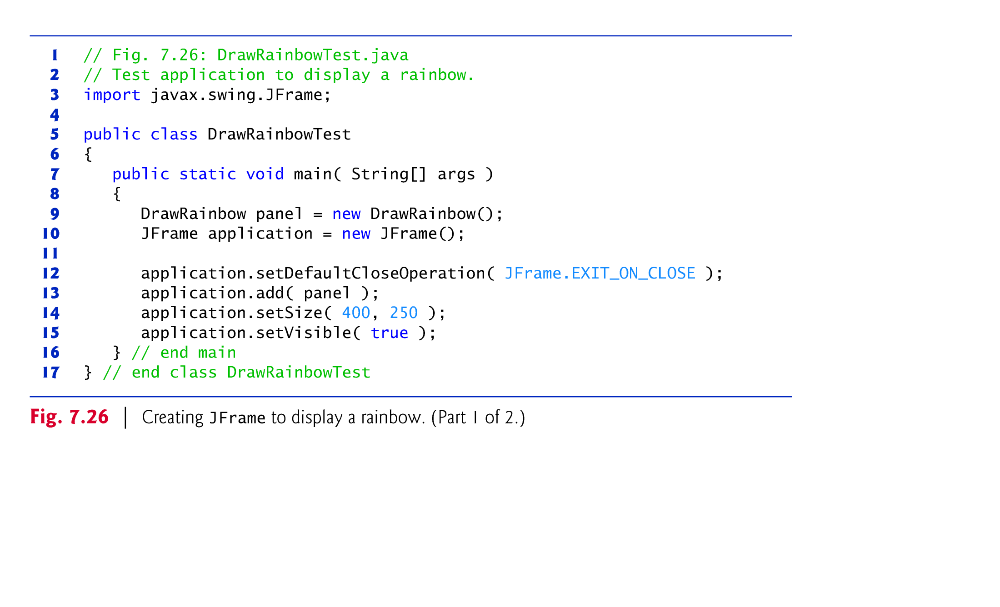 1 // Fig. 7.26: DrawRainbowTest.java
2 // Test application to display a rainbow.
3 import javax.swing.JFrame;
4
5 public class DrawRainbowTest
6 {
7    public static void main( String[] args )
8    {
9       DrawRainbow panel = new DrawRainbow();
10       JFrame application = new JFrame();
11
12       application.setDefaultCloseOperation( JFrame.EXIT_ON_CLOSE );
13       application.add( panel );
14       application.setSize( 400, 250 );
15       application.setVisible( true );
16    } // end main
17 } // end class DrawRainbowTest
Fig. 7.26 | Creating JFrame to display a rainbow. (Part 1 of 2.)